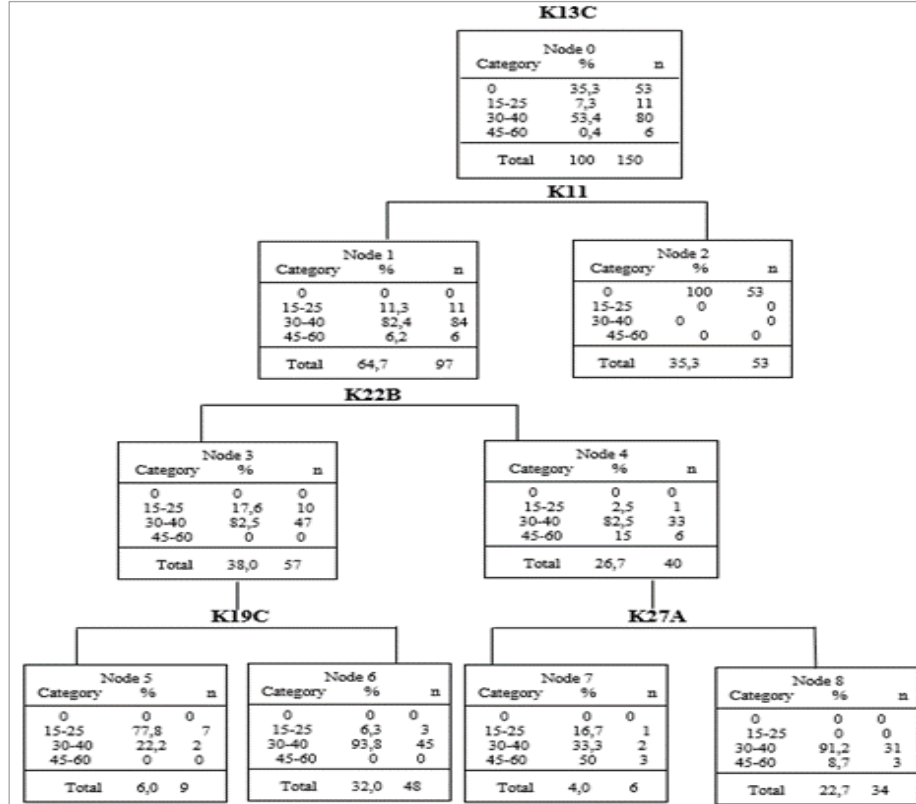 K13C
Node 0
Category % n
0 35,3 53
15-25 7,3 11
30-40 53,4 80
45-60 0,4 6
Total 100 150
K11
Node 1
Category % n
0 0 0
15-25 11,3 11
30-40 82,4 84
45-60 6,2 6
Total 64,7 97
Node 2
Category % n
0 100 53
15-25 0 0
30-40 0 0
45-60 0 0
Total 35,3 53
K22B
Node 3
Category % n
0 0 0
15-25 17,6 10
30-40 82,5 47
45-60 0 0
Total 38,0 57
Node 4
Category % n
0 0 0
15-25 2,5 1
30-40 82,5 33
45-60 15 6
Total 26,7 40
K19C
Node 5
Category % n
0 0 0
15-25 77,8 7
30-40 22,2 2
45-60 0 0
Total 6,0 9
Node 6
Category % n
0 0 0
15-25 6,3 3
30-40 93,8 45
45-60 0 0
Total 32,0 48
K27A
Node 7
Category % n
0 0 0
15-25 16,7 1
30-40 33,3 2
45-60 50 3
Total 4,0 6
Node 8
Category % n
0 0 0
15-25 0 0
30-40 91,2 31
45-60 8,7 3
Total 22,7 34